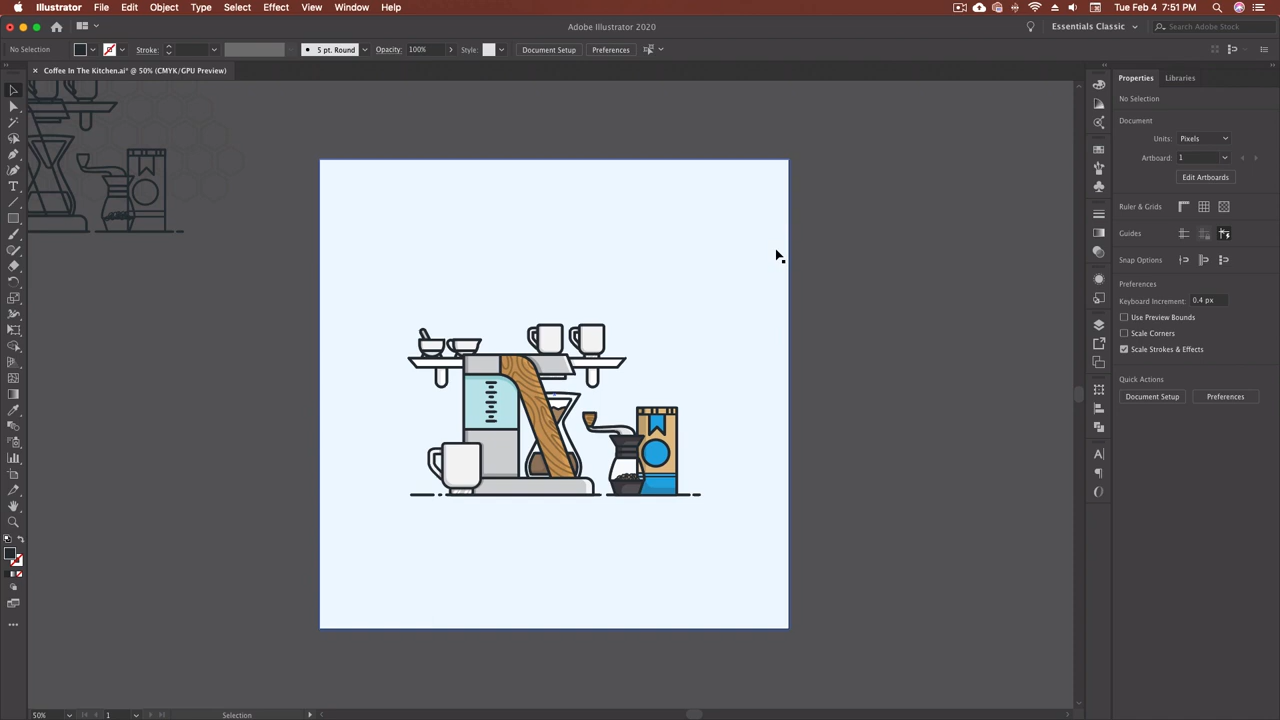 Illustrator File Edit Object Type Select Effect View Window Help
Tue Feb 4 7:51 PM
Adobe Illustrator 2020
Essentials Classic
Search Adobe Stock
No Selection
Stroke:
5 pt. Round
Opacity: 100%
Style:
Document Setup
Preferences
Coffee In The Kitchen.ai* @ 50% (CMYK/GPU Preview)
Properties
Libraries
No Selection
Document
Units: Pixels
Artboard: 1
Edit Artboards
Ruler & Grids
Guides
Snap Options
Preferences
Keyboard Increment: 0.4 px
Use Preview Bounds
Scale Corners
Scale Strokes & Effects
Quick Actions
Document Setup
Preferences
50%
1
Selection